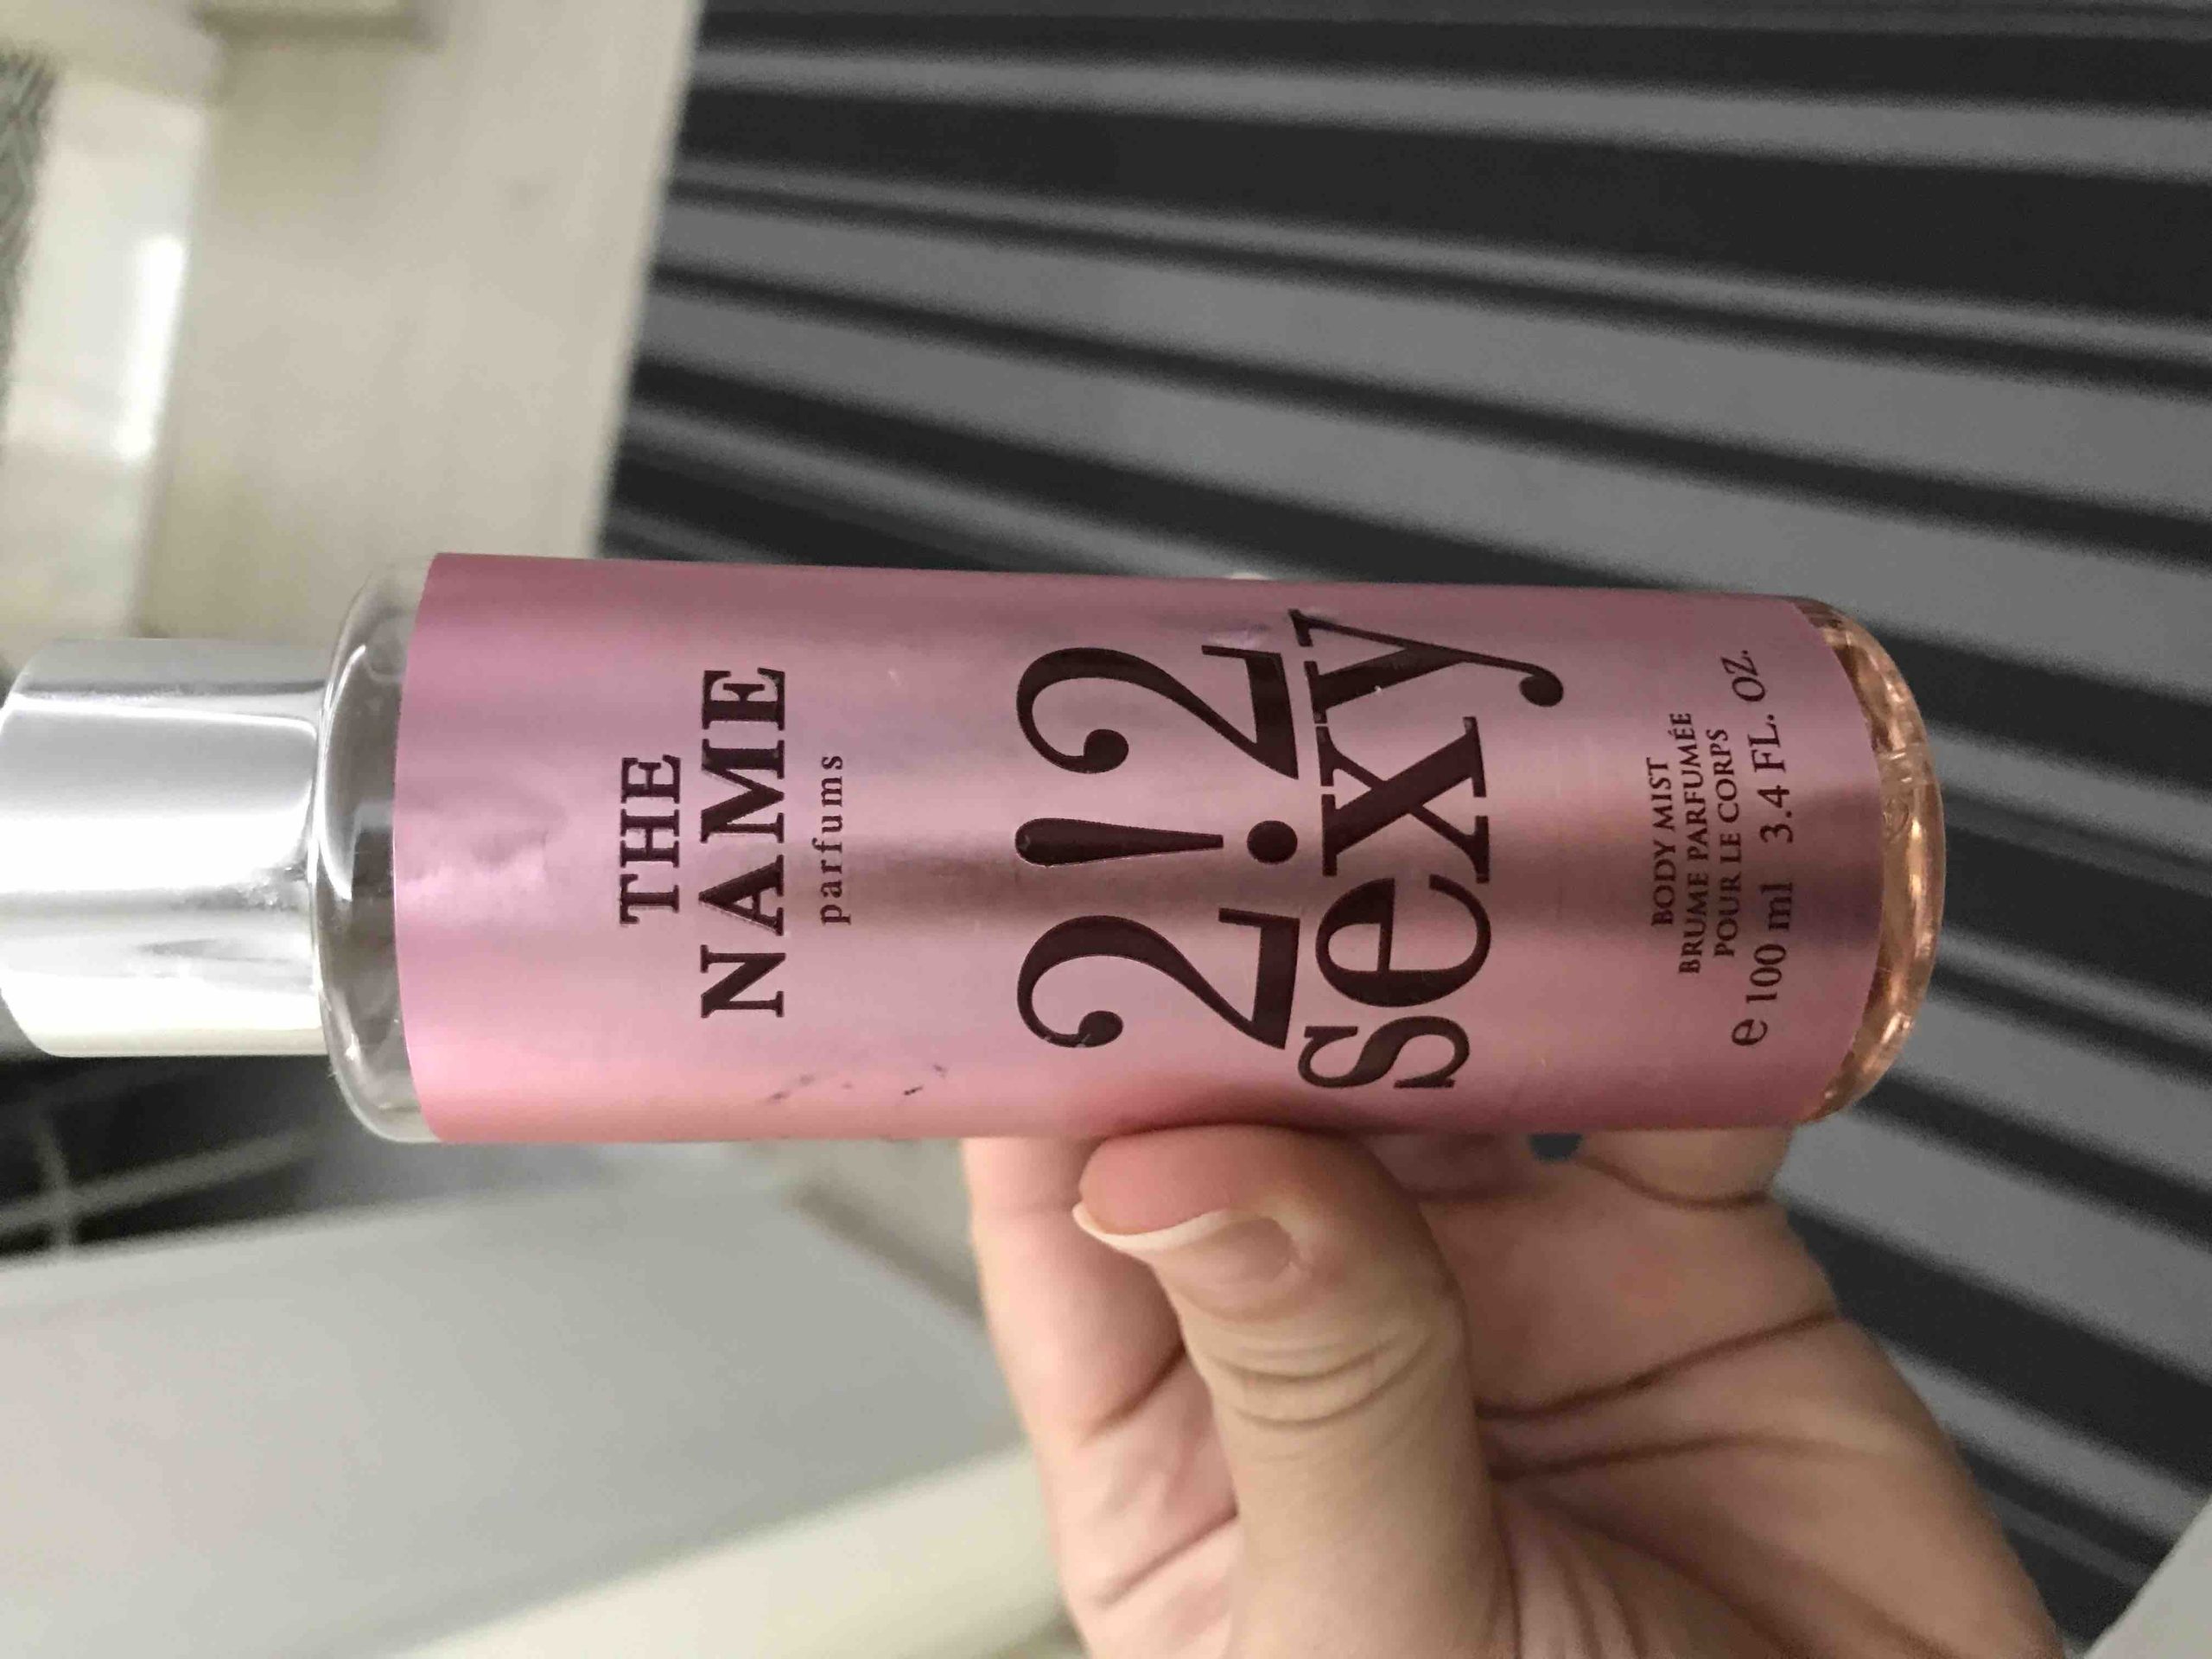 THE
NAME
parfums
2!2
sexy
BODY MIST
BRUME PARFUMÉE
POUR LE CORPS
e 100 ml 3.4 FL. OZ.